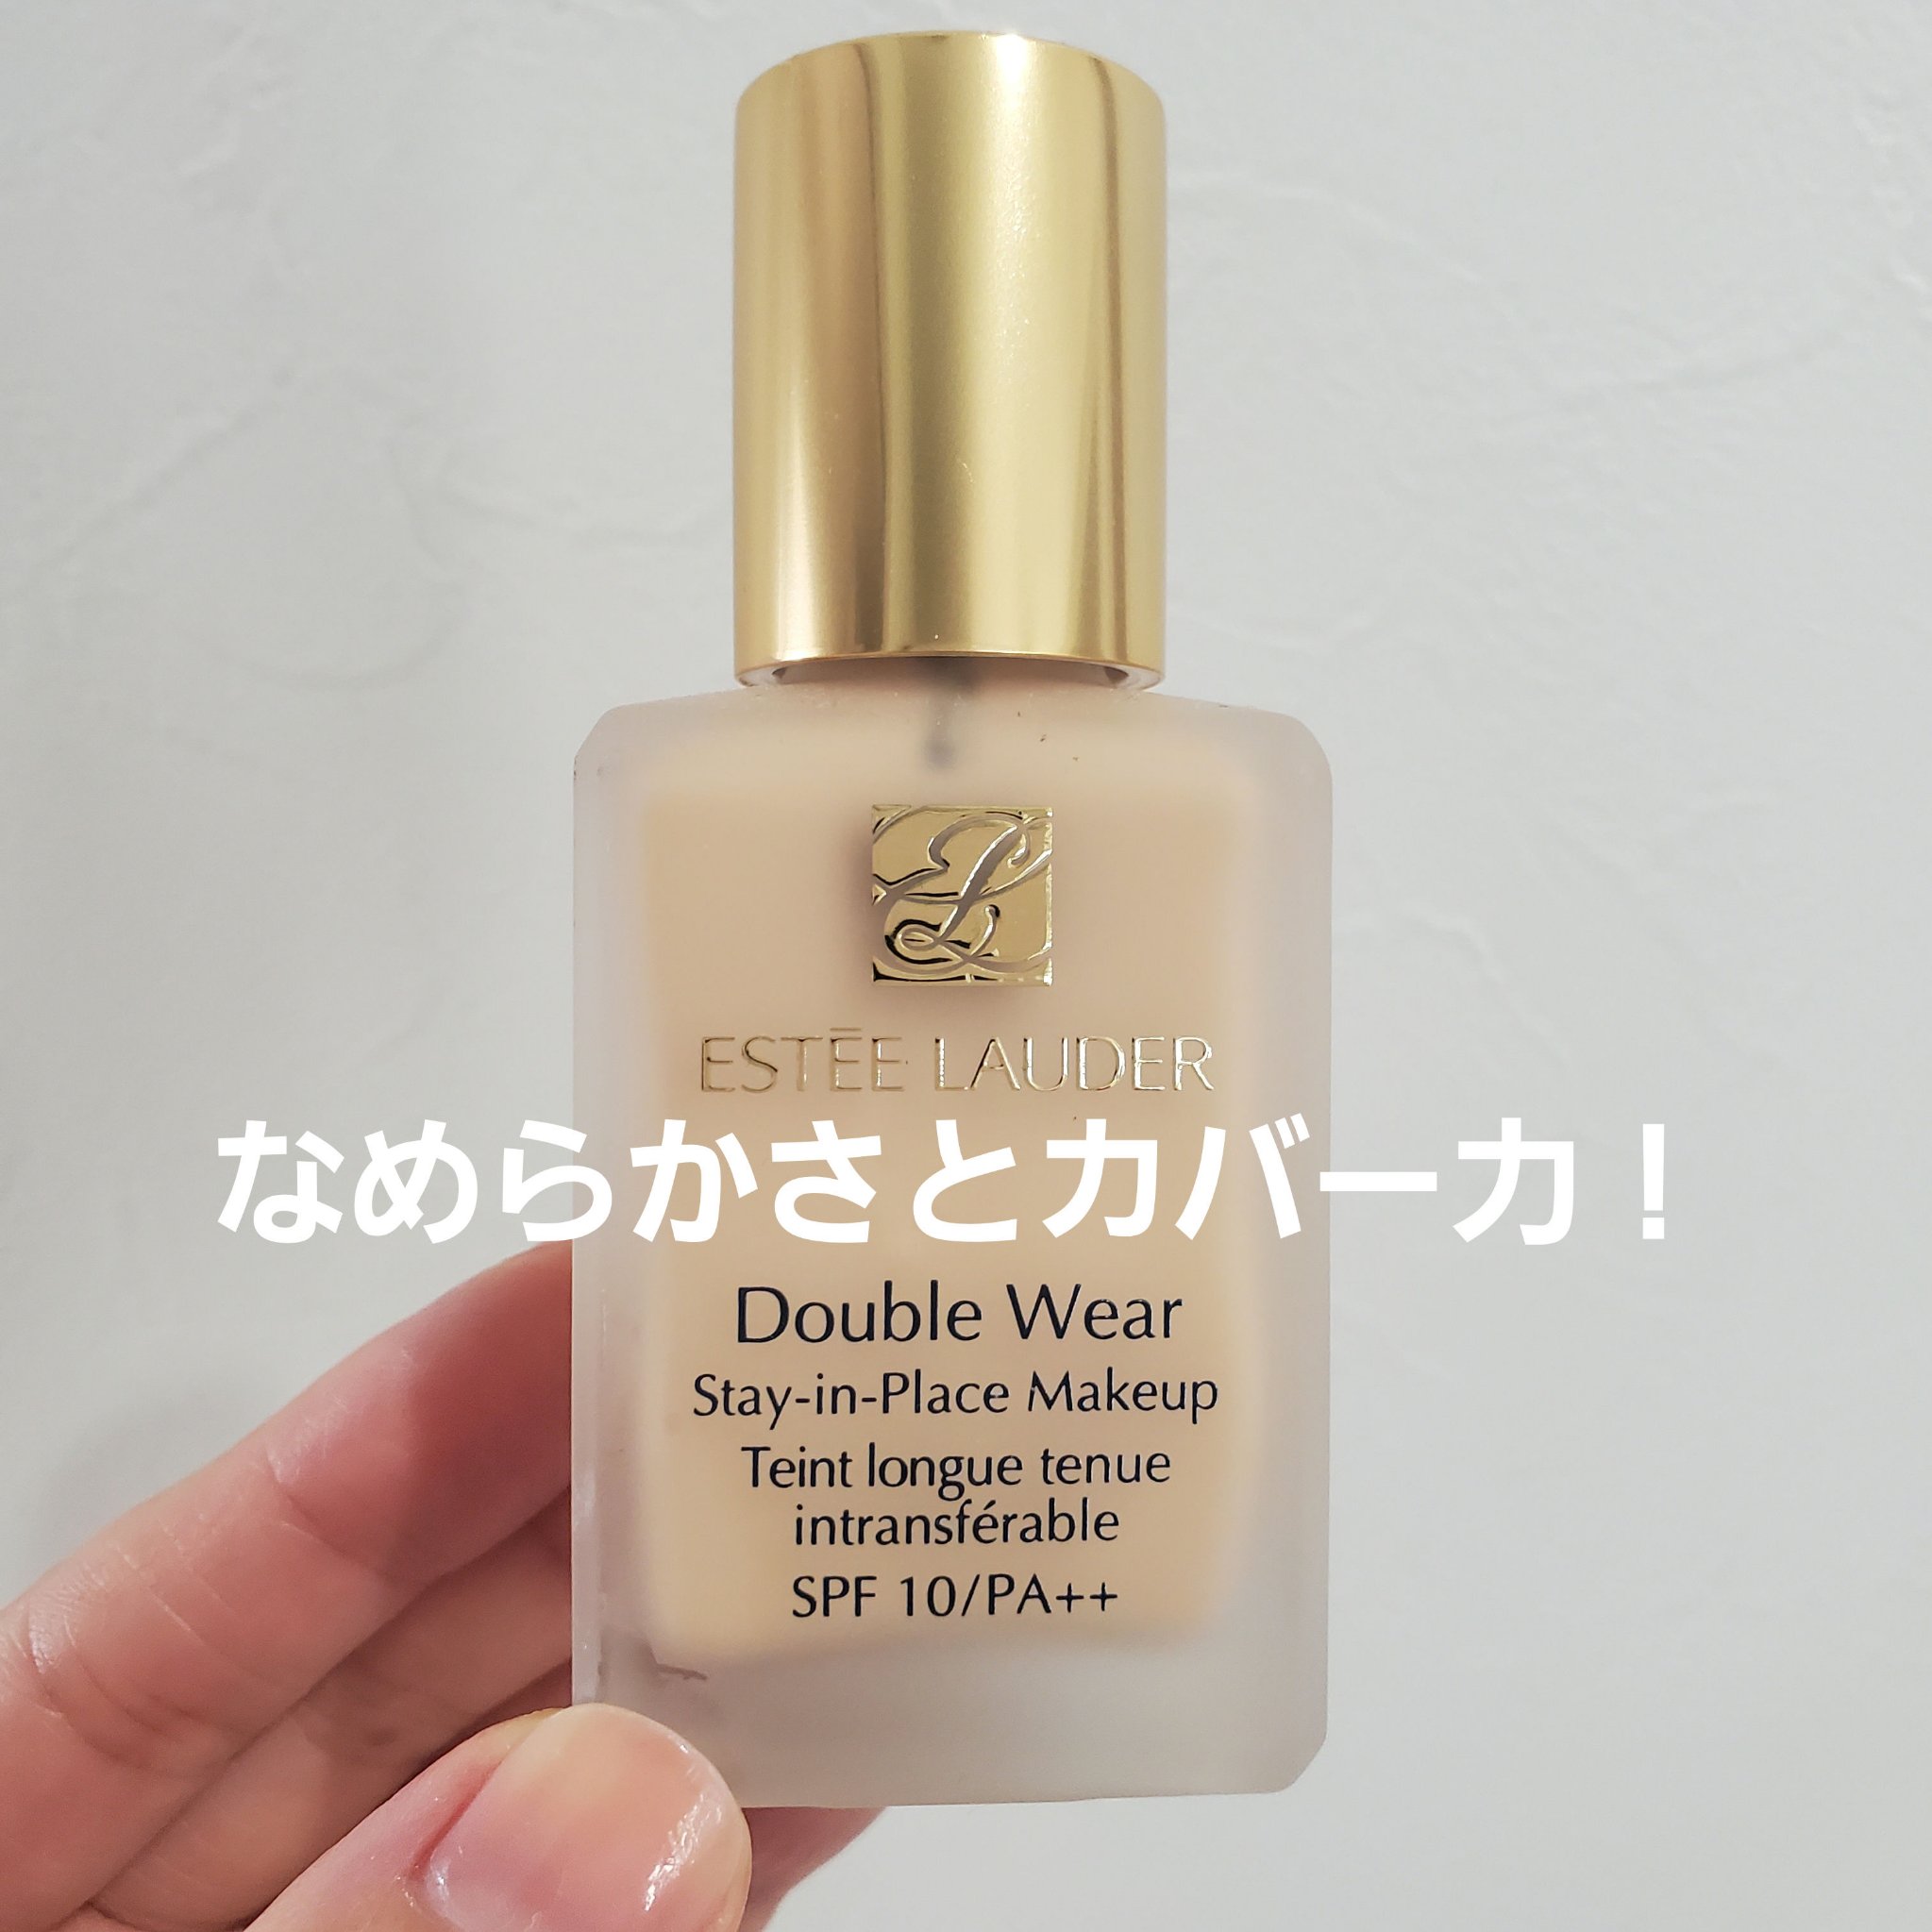 ESTĒE LAUDER
なめらかさとカバー力！
Double Wear
Stay-in-Place Makeup
Teint longue tenue
intransférable
SPF 10/PA++